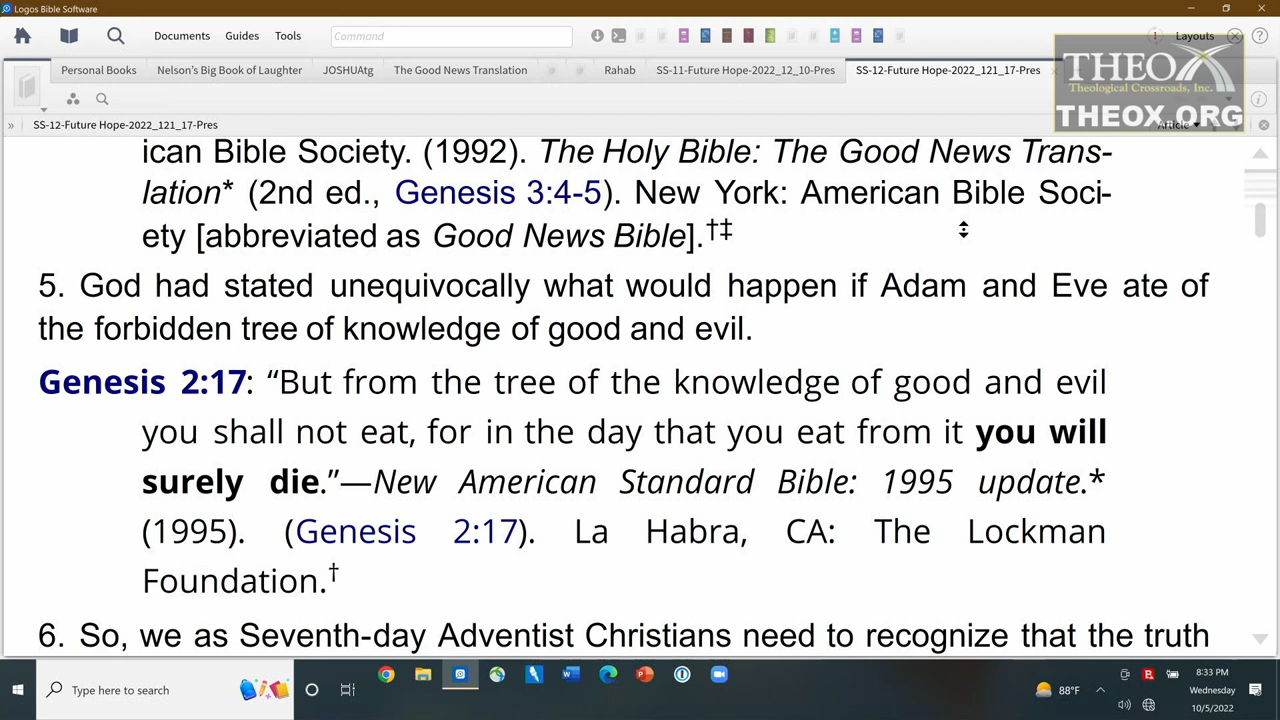 Logos Bible Software
Documents Guides Tools Command Layouts
Personal Books Nelson's Big Book of Laughter JOSHUAtg The Good News Translation Rahab SS-11-Future Hope-2022_12_10-Pres SS-12-Future Hope-2022_121_17-Pres
THEOX
Theological Crossroads, Inc.
THEOX.ORG
» SS-12-Future Hope-2022_121_17-Pres Article
ican Bible Society. (1992). The Holy Bible: The Good News Trans-
lation* (2nd ed., Genesis 3:4-5). New York: American Bible Soci-
ety [abbreviated as Good News Bible].†‡
5. God had stated unequivocally what would happen if Adam and Eve ate of
the forbidden tree of knowledge of good and evil.
Genesis 2:17: “But from the tree of the knowledge of good and evil
you shall not eat, for in the day that you eat from it you will
surely die.”—New American Standard Bible: 1995 update.*
(1995). (Genesis 2:17). La Habra, CA: The Lockman
Foundation.†
6. So, we as Seventh-day Adventist Christians need to recognize that the truth
Type here to search
88°F
8:33 PM
Wednesday
10/5/2022